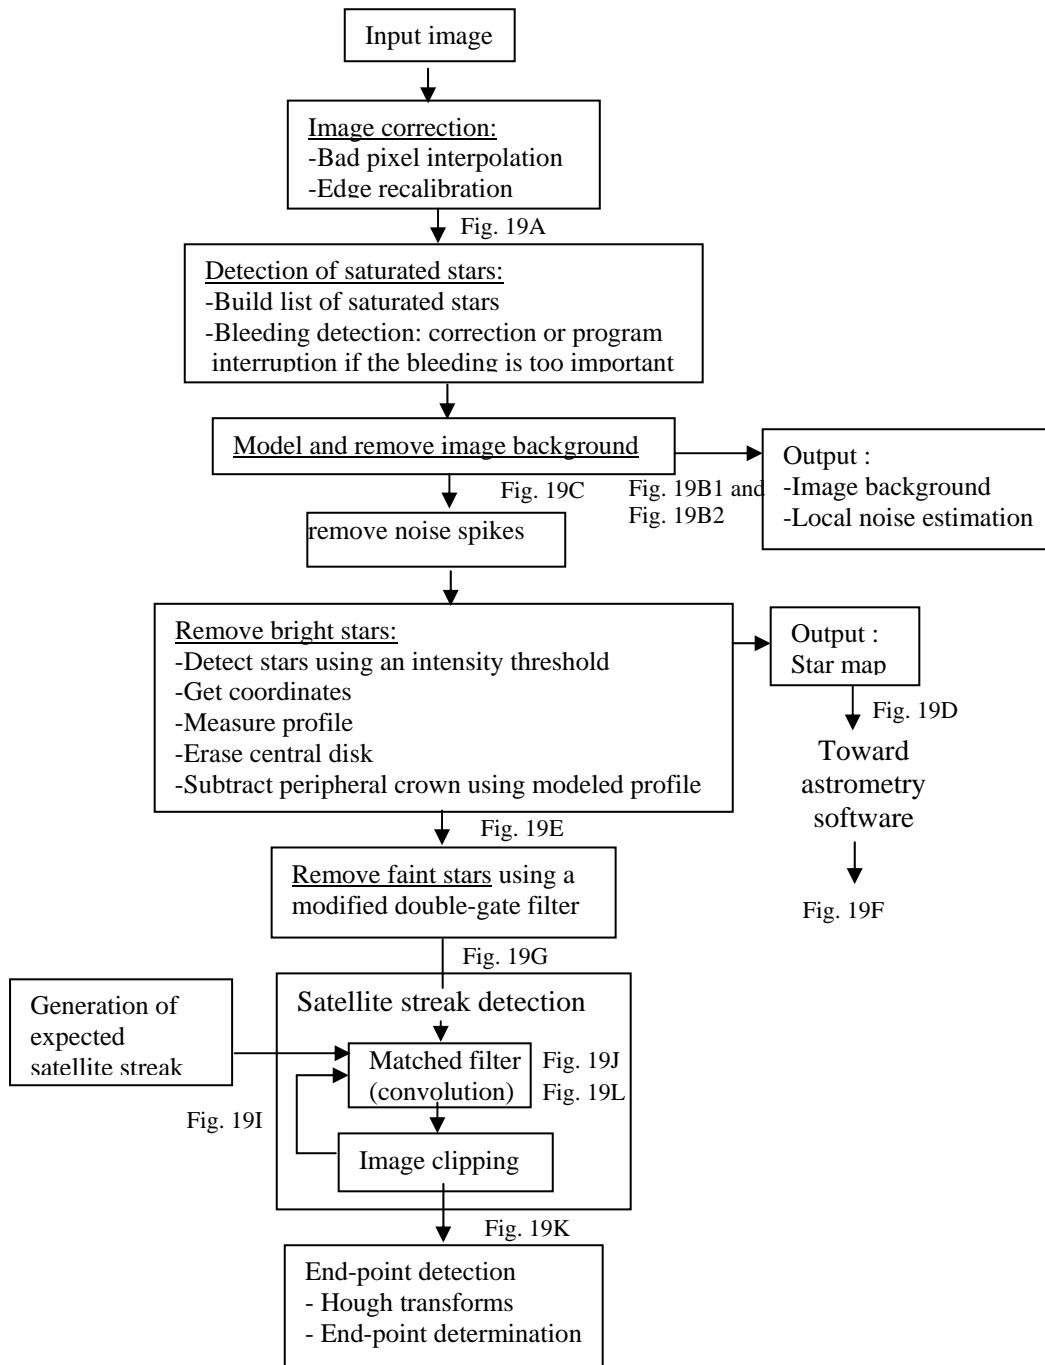 Input image
Image correction:
-Bad pixel interpolation
-Edge recalibration
Fig. 19A
Detection of saturated stars:
-Build list of saturated stars
-Bleeding detection: correction or program
interruption if the bleeding is too important
Model and remove image background
Output :
-Image background
-Local noise estimation
Fig. 19C
Fig. 19B1 and
Fig. 19B2
remove noise spikes
Remove bright stars:
-Detect stars using an intensity threshold
-Get coordinates
-Measure profile
-Erase central disk
-Subtract peripheral crown using modeled profile
Output :
Star map
Fig. 19D
Toward
astrometry
software
Fig. 19F
Fig. 19E
Remove faint stars using a
modified double-gate filter
Fig. 19G
Generation of
expected
satellite streak
Satellite streak detection
Matched filter
(convolution)
Fig. 19J
Fig. 19L
Fig. 19I
Image clipping
Fig. 19K
End-point detection
- Hough transforms
- End-point determination